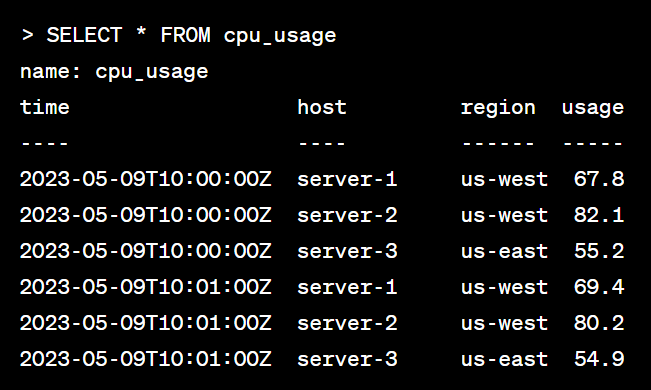 > SELECT * FROM cpu_usage
name: cpu_usage
time                  host         region  usage
----                  ----         ------  -----
2023-05-09T10:00:00Z  server-1     us-west  67.8
2023-05-09T10:00:00Z  server-2     us-west  82.1
2023-05-09T10:00:00Z  server-3     us-east  55.2
2023-05-09T10:01:00Z  server-1     us-west  69.4
2023-05-09T10:01:00Z  server-2     us-west  80.2
2023-05-09T10:01:00Z  server-3     us-east  54.9